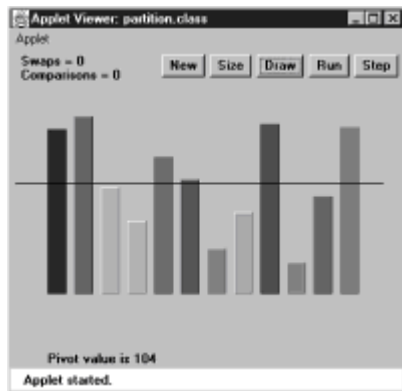 Applet Viewer: partition.class
Applet
Swaps = 0
Comparisons = 0
New Size Draw Run Step
Pivot value is 104
Applet started.